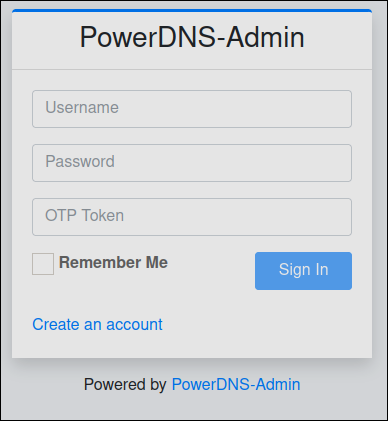 PowerDNS-Admin
Username
Password
OTP Token
Remember Me
Sign In
Create an account
Powered by PowerDNS-Admin